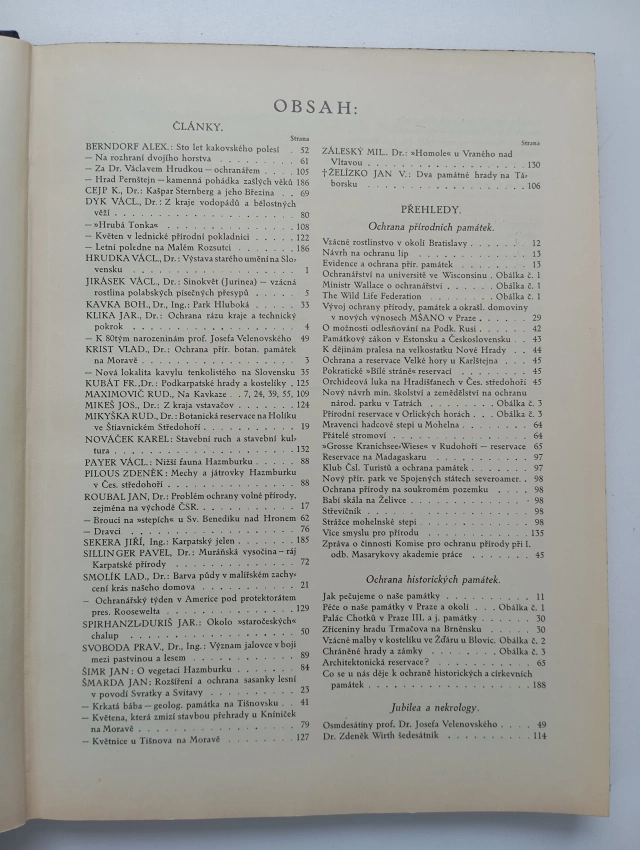 OBSAH:
ČLÁNKY.
Strana
BERNDORF ALEX.: Sto let kakovského polesí . 52
— Na rozhraní dvojího horstva . . . . . . . . 61
— Za Dr. Václavem Hrudkou — ochranářem . . 105
— Hrad Pernštejn — kamenná pohádka zašlých věků 186
CEJP K., Dr.: Kašpar Sternberg a jeho Březina . . 69
DYK VÁCL., Dr.: Z kraje vodopádů a bělostných
věží . . . . . . . . . . . . . . . . 80
— »Hrubá Tonka« . . . . . . . . . . . . 108
— Květen v lednické přírodní pokladnici . . . . . 122
— Letní poledne na Malém Rozsutci . . . . . . 186
HRUDKA VÁCL., Dr.: Výstava starého umění na Slo-
vensku . . . . . . . . . . . . . . . 1
JIRÁSEK VÁCL., Dr.: Sinokvět (Jurinea) — vzácná
rostlina polabských písečných přesypů . . . . . 5
KAVKA BOH., Dr., Ing.: Park Hluboká . . . . 33
KLIKA JAR., Dr.: Ochrana rázu kraje a technický
pokrok . . . . . . . . . . . . . . . 4
— K 80tým narozeninám prof. Josefa Velenovského 49
KRIST VLAD., Dr.: Ochrana přír. botan. památek
na Moravě . . . . . . . . . . . . . . 3
— Nová lokalita kavylu tenkolistého na Slovensku 35
KUBÁT FR., Dr.: Podkarpatské hrady a kostelíky . 125
MAXIMOVIČ RUD., Na Kavkaze . . 7, 24, 39, 55, 109
MIKEŠ JOS., Dr.: Z kraje vstavačov . . . . . . 124
MIKYŠKA RUD., Dr.: Botanická reservace na Holíku
ve Štiavnickém Středohoří . . . . . . . . . 19
NOVÁČEK KAREL: Stavební ruch a stavební kul-
tura . . . . . . . . . . . . . . . . 132
PAYER VÁCL.: Nižší fauna Hazmburku . . . . . 88
PILOUS ZDENĚK: Mechy a játrovky Hazmburku
v Čes. středohoří . . . . . . . . . . . . 88
ROUBAL JAN, Dr.: Problém ochrany volné přírody,
zejména na východě ČSR. . . . . . . . . . 17
— Brouci na »stepích« u Sv. Benedíku nad Hronem 62
— Dravci . . . . . . . . . . . . . . . 76
SEKERA JIŘÍ, Ing.: Karpatský jelen . . . . . . 185
SILLINGER PAVEL, Dr.: Muráňská vysočina — ráj
Karpatské přírody . . . . . . . . . . . . 72
SMOLÍK LAD., Dr.: Barva půdy v malířském zachy-
cení krás našeho domova . . . . . . . . . . 21
— Ochranářský týden v Americe pod protektorátem
pres. Roosewelta . . . . . . . . . . . . 129
SPIRHANZL-DURIŠ JAR.: Okolo »staročeských«
chalup . . . . . . . . . . . . . . . 50
SVOBODA PRAV., Dr., Ing.: Význam jalovce v boji
mezi pastvinou a lesem . . . . . . . . . . 89
ŠIMR JAN: O vegetaci Hazmburku . . . . . . 84
ŠMARDA JAN: Rozšíření a ochrana sasanky lesní
v povodí Svratky a Svitavy . . . . . . . . . 23
— Krkatá bába — geolog. památka na Tišnovsku . . 41
— Květena, která zmizí stavbou přehrady u Kníniček
na Moravě . . . . . . . . . . . . . . 79
— Květnice u Tišnova na Moravě . . . . . . . 127
Strana
ZÁLESKÝ MIL. Dr.: »Homole« u Vraného nad
Vltavou . . . . . . . . . . . . . . . 130
†ŽELÍZKO JAN V.: Dva památné hrady na Tá-
borsku . . . . . . . . . . . . . . . 106
PŘEHLEDY.
Ochrana přírodních památek.
Vzácné rostlinstvo v okolí Bratislavy . . . . . . 12
Návrh na ochranu lip . . . . . . . . . . . 13
Evidence a ochrana přír. památek . . . . . . . 13
Ochranářství na universitě ve Wisconsinu . Obálka č. 1
Ministr Wallace o ochranářství . . . . . Obálka č. 1
The Wild Life Federation . . . . . . . Obálka č. 1
Vývoj ochrany přírody, památek a okrašl. domoviny
v nových výnosech MŠANO v Praze . . . . . . 29
O možnosti odlesňování na Podk. Rusi . . . . . 42
Památkový zákon v Estonsku a Československu . . 43
K dějinám pralesa na velkostatku Nové Hrady . . 44
Ochrana a reservace Velké hory u Karlštejna . . . 45
Pokratické »Bílé stráně« reservací . . . . . . . 45
Orchideová luka na Hradišťanech v Čes. středohoří 45
Nový návrh min. školství a zemědělství na ochranu
národ. parku v Tatrách . . . . . . . Obálka č. 3
Přírodní reservace v Orlických horách . . Obálka č. 3
Mravenci hadcové stepi u Mohelna . . . . . . . 64
Přátelé stromoví . . . . . . . . . . . . 64
»Grosse Kranichsee-Wiese« v Rudohoří — reservace 65
Reservace na Madagaskaru . . . . . . . . . 97
Klub Čsl. Turistů a ochrana památek . . . . . . 97
Nový přír. park ve Spojených státech severoamer. . 98
Ochrana přírody na soukromém pozemku . . . . 98
Babí skála na Želivce . . . . . . . . . . . 98
Střevičník . . . . . . . . . . . . . . 98
Strážce mohelnské stepi . . . . . . . . . . 98
Více smyslu pro přírodu . . . . . . . . . . 135
Zpráva o činnosti Komise pro ochranu přírody při I.
odb. Masarykovy akademie práce . . . . . . . 45
Ochrana historických památek.
Jak pečujeme o naše památky . . . . . . . . 11
Péče o naše památky v Praze a okolí . . . Obálka č. 1
Palác Chotků v Praze III. a j. památky . . . . . 30
Zříceniny hradu Trmačova na Brněnsku . . . . . 30
Vzácné malby v kostelíku ve Žďáru u Blovic. Obálka č. 2
Chráněné hrady a zámky . . . . . . . Obálka č. 3
Architektonická reservace? . . . . . . . . . 65
Co se u nás děje k ochraně historických a církevních
památek . . . . . . . . . . . . . . . 188
Jubilea a nekrology.
Osmdesátiny prof. Dr. Josefa Velenovského . . . . 49
Dr. Zdeněk Wirth šedesátník . . . . . . . . 114